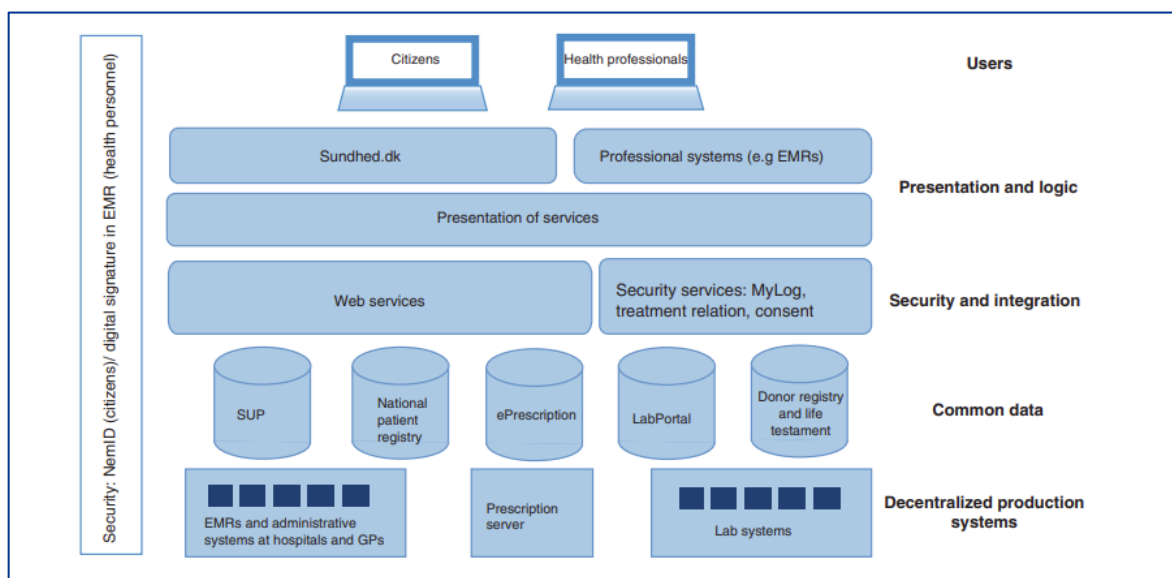 Security: NemID (citizens)/ digital signature in EMR (health personnel)
Citizens
Health professionals
Users
Sundhed.dk
Professional systems (e.g EMRs)
Presentation and logic
Presentation of services
Web services
Security services: MyLog,
treatment relation, consent
Security and integration
SUP
National
patient
registry
ePrescription
LabPortal
Donor registry
and life
testament
Common data
EMRs and administrative
systems at hospitals and GPs
Prescription
server
Lab systems
Decentralized production
systems